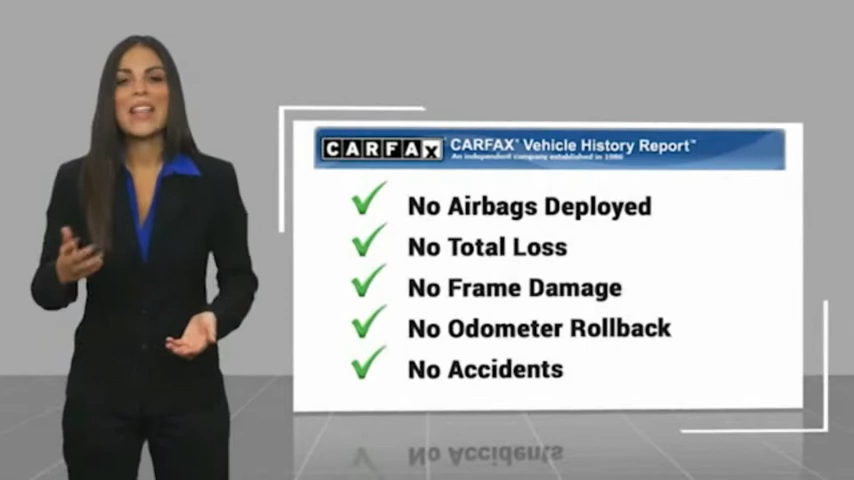 CARFAX CARFAX® Vehicle History Report™
An independent company established in 1986
No Airbags Deployed
No Total Loss
No Frame Damage
No Odometer Rollback
No Accidents
No Accidents